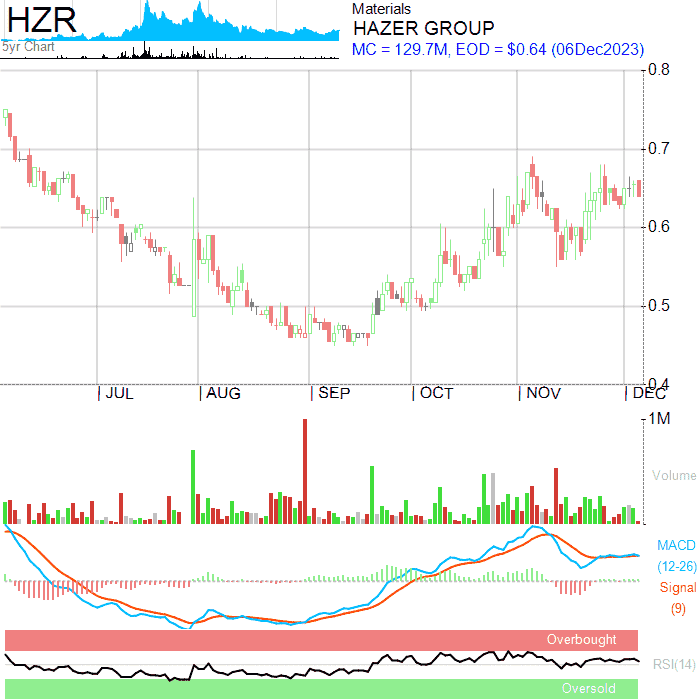 HZR
5yr Chart
Materials
HAZER GROUP
MC = 129.7M, EOD = $0.64 (06Dec2023)
0.8
0.7
0.6
0.5
0.4
JUL
AUG
SEP
OCT
NOV
DEC
1M
Volume
MACD
(12-26)
Signal
(9)
Overbought
RSI(14)
Oversold